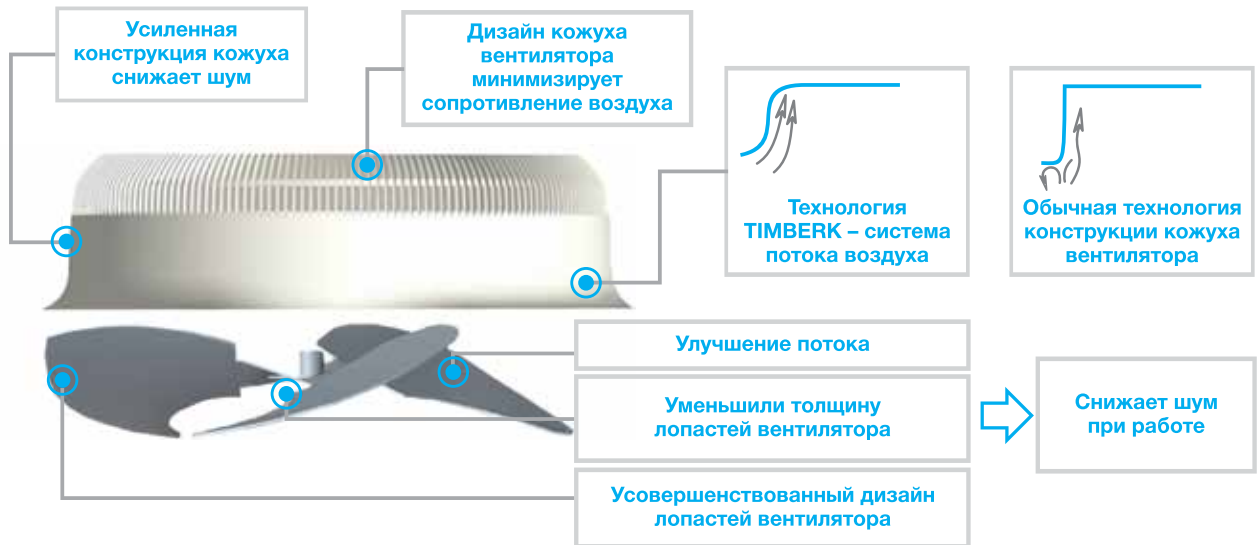 Усиленная
конструкция кожуха
снижает шум
Дизайн кожуха
вентилятора
минимизирует
сопротивление воздуха
Технология
TIMBERK – система
потока воздуха
Обычная технология
конструкции кожуха
вентилятора
Улучшение потока
Уменьшили толщину
лопастей вентилятора
Снижает шум
при работе
Усовершенствованный дизайн
лопастей вентилятора